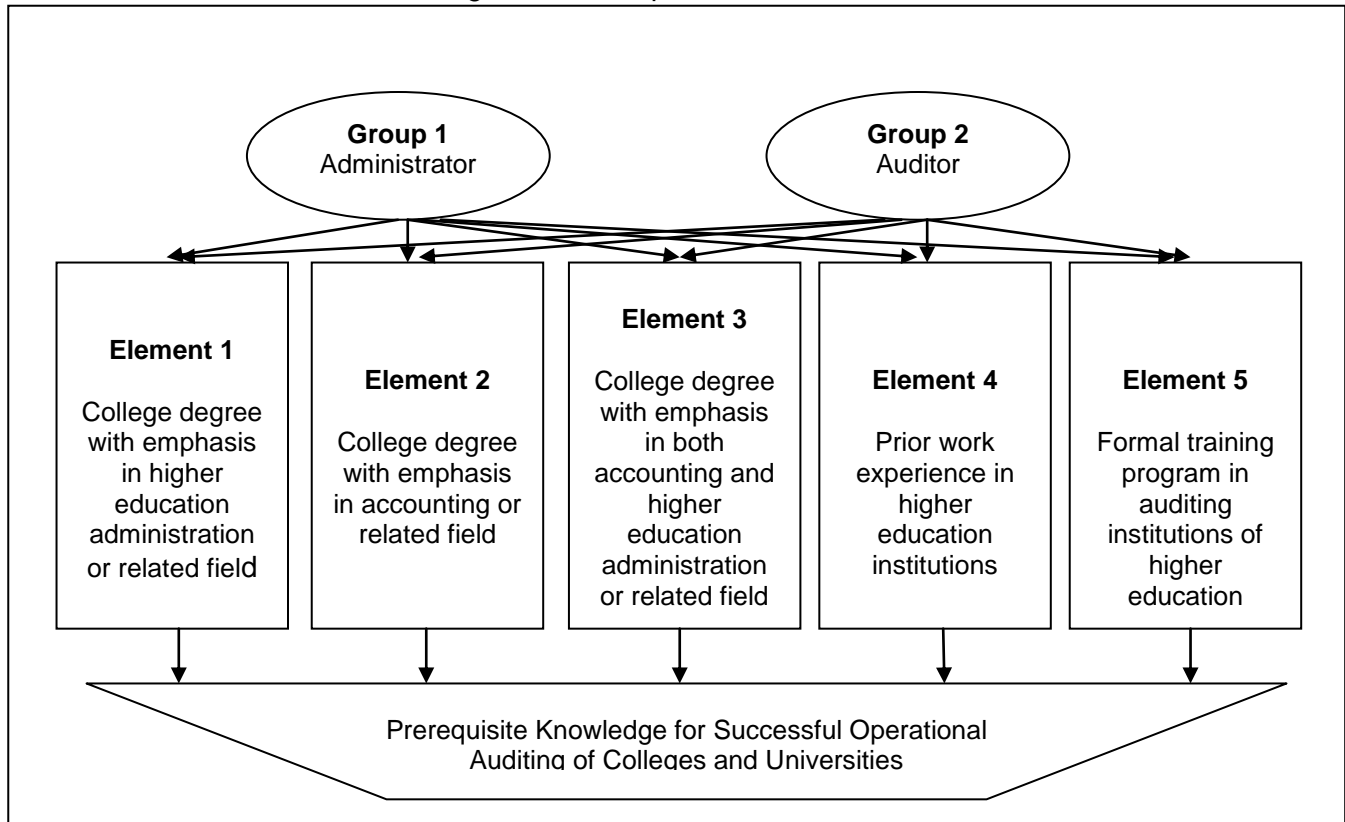 Group 1
Administrator
Group 2
Auditor
Element 1
College degree
with emphasis
in higher
education
administration
or related field
Element 2
College degree
with emphasis
in accounting or
related field
Element 3
College degree
with emphasis
in both
accounting and
higher
education
administration
or related field
Element 4
Prior work
experience in
higher
education
institutions
Element 5
Formal training
program in
auditing
institutions of
higher
education
Prerequisite Knowledge for Successful Operational
Auditing of Colleges and Universities